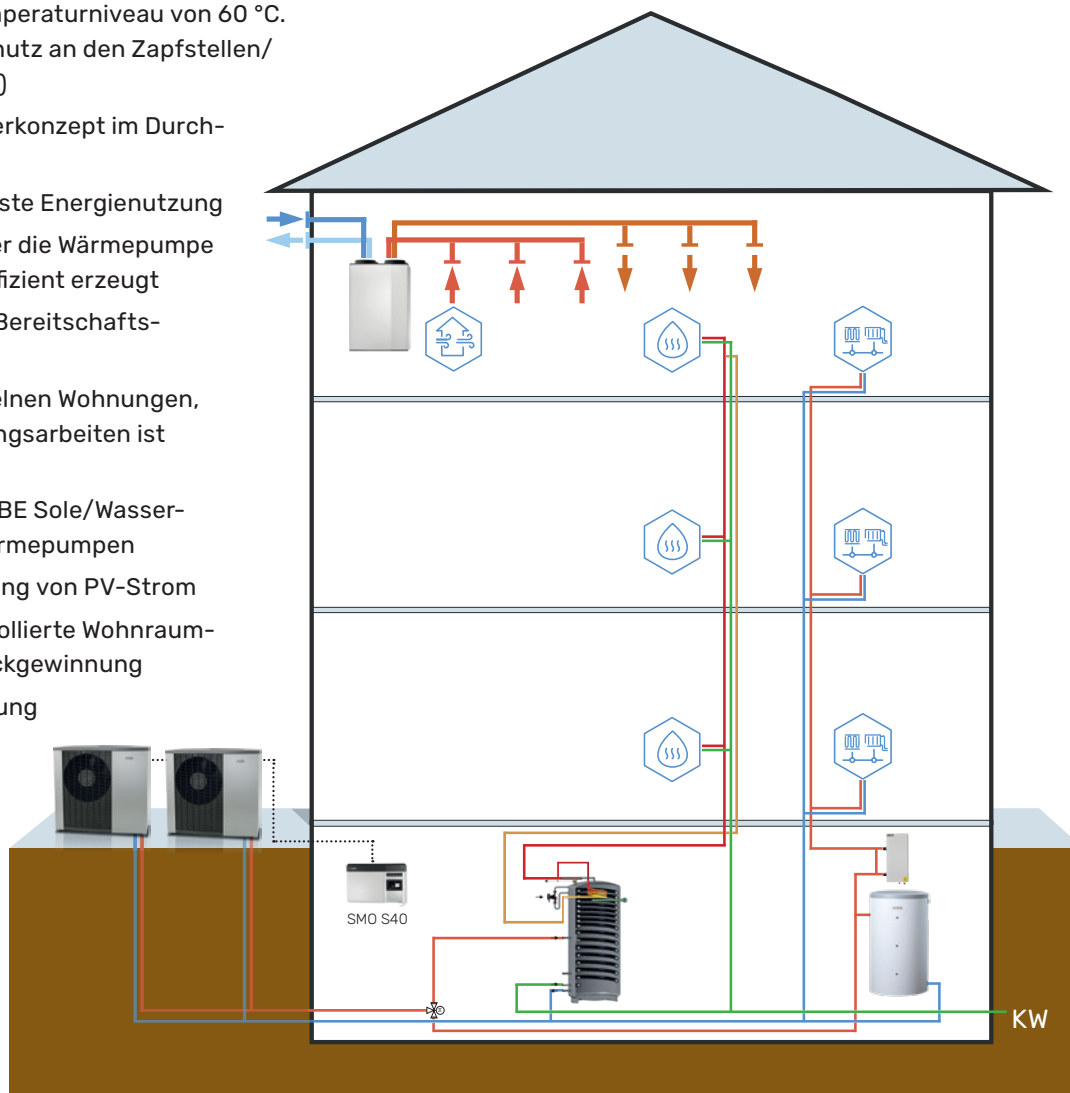 peraturniveau von 60 °C.
nutz an den Zapfstellen/
)
erkonzept im Durch-
ste Energienutzung
er die Wärmepumpe
fizient erzeugt
Bereitschafts-
elnen Wohnungen,
ngsarbeiten ist
BE Sole/Wasser-
rmepumpen
ng von PV-Strom
ollierte Wohnraum-
ckgewinnung
ung
SMO S40
KW